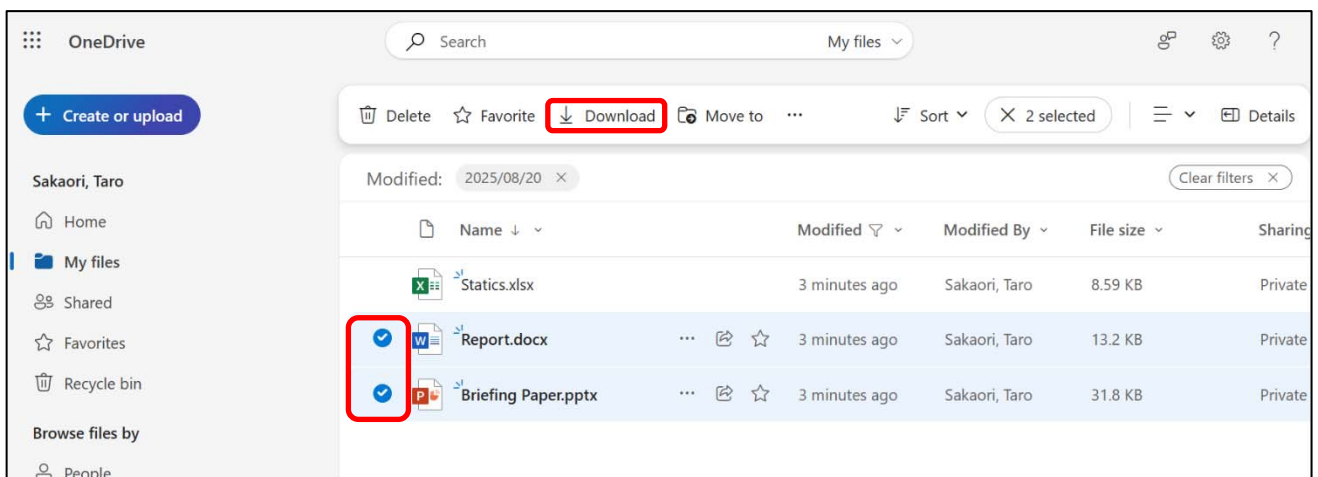 OneDrive Search My files
Create or upload Delete Favorite Download Move to ... Sort 2 selected Details
Sakaori, Taro Modified: 2025/08/20 Clear filters
Home Name Modified Modified By File size Sharing
My files
Statics.xlsx 3 minutes ago Sakaori, Taro 8.59 KB Private
Shared
Report.docx ... 3 minutes ago Sakaori, Taro 13.2 KB Private
Favorites
Recycle bin
Briefing Paper.pptx ... 3 minutes ago Sakaori, Taro 31.8 KB Private
Browse files by
People